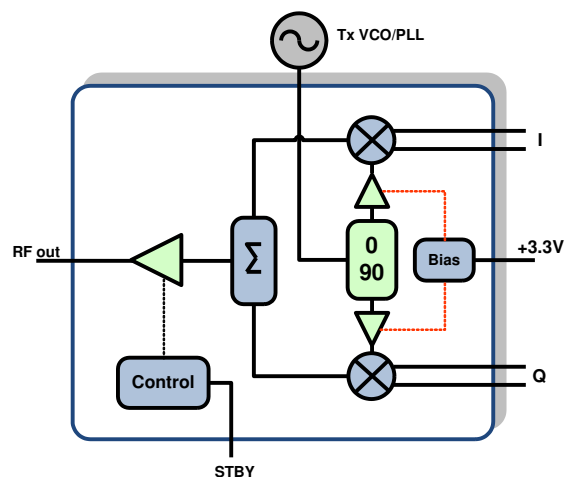 Tx VCO/PLL
I
RF out
Σ
0
90
Bias
+3.3V
Control
Q
STBY